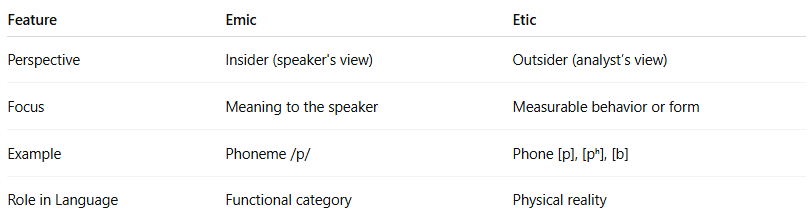 Feature Emic Etic
Perspective Insider (speaker's view) Outsider (analyst's view)
Focus Meaning to the speaker Measurable behavior or form
Example Phoneme /p/ Phone [p], [pʰ], [b]
Role in Language Functional category Physical reality